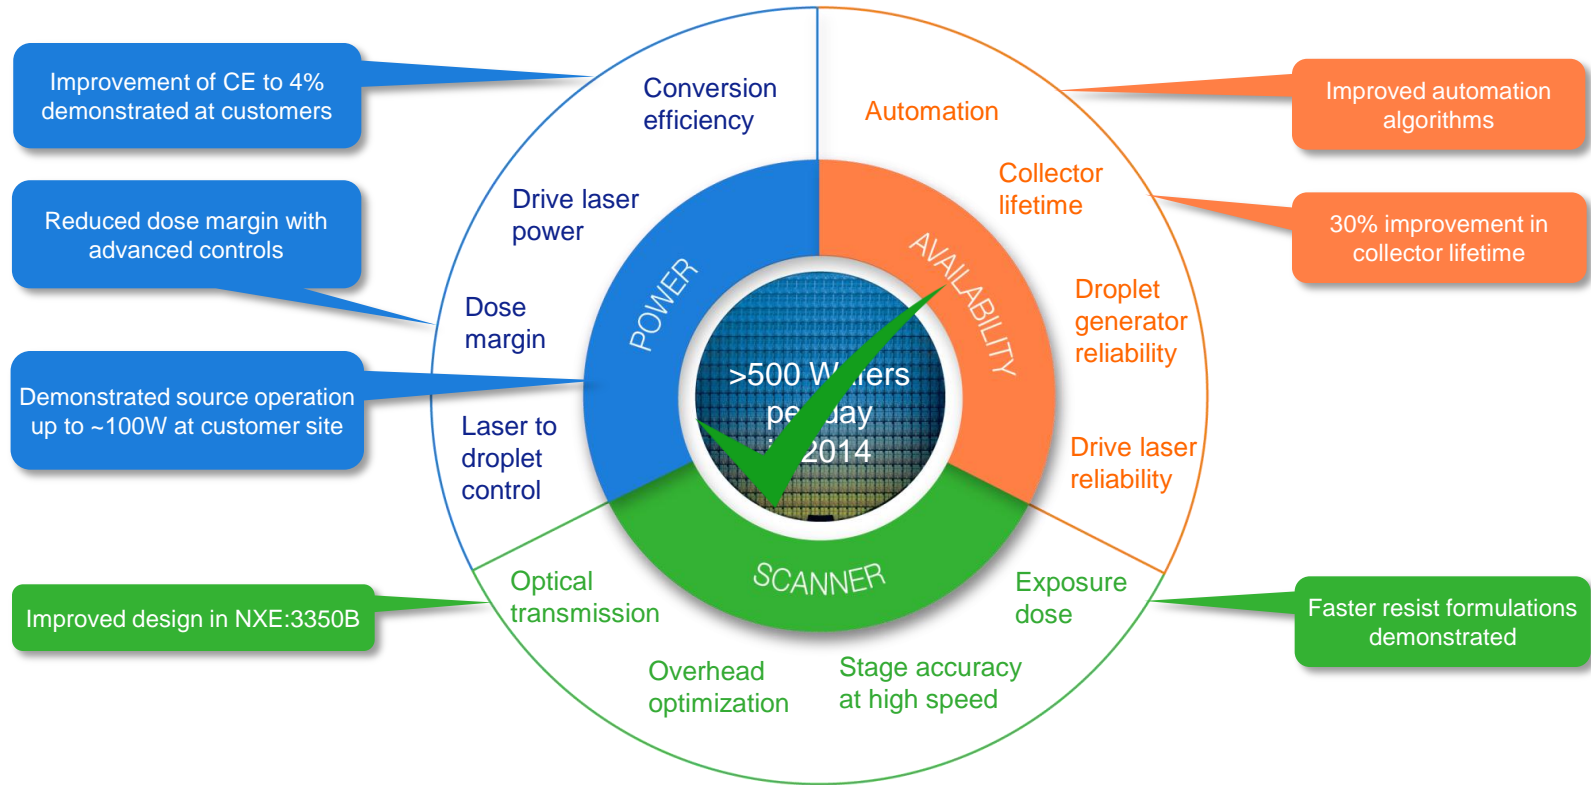 Improvement of CE to 4%
demonstrated at customers
Reduced dose margin with
advanced controls
Demonstrated source operation
up to ~100W at customer site
Improved design in NXE:3350B
Conversion
efficiency
Drive laser
power
Dose
margin
Laser to
droplet
control
POWER
Automation
Collector
lifetime
Droplet
generator
reliability
Drive laser
reliability
AVAILABILITY
>500 Wafers
per day
in 2014
SCANNER
Optical
transmission
Overhead
optimization
Stage accuracy
at high speed
Exposure
dose
Improved automation
algorithms
30% improvement in
collector lifetime
Faster resist formulations
demonstrated